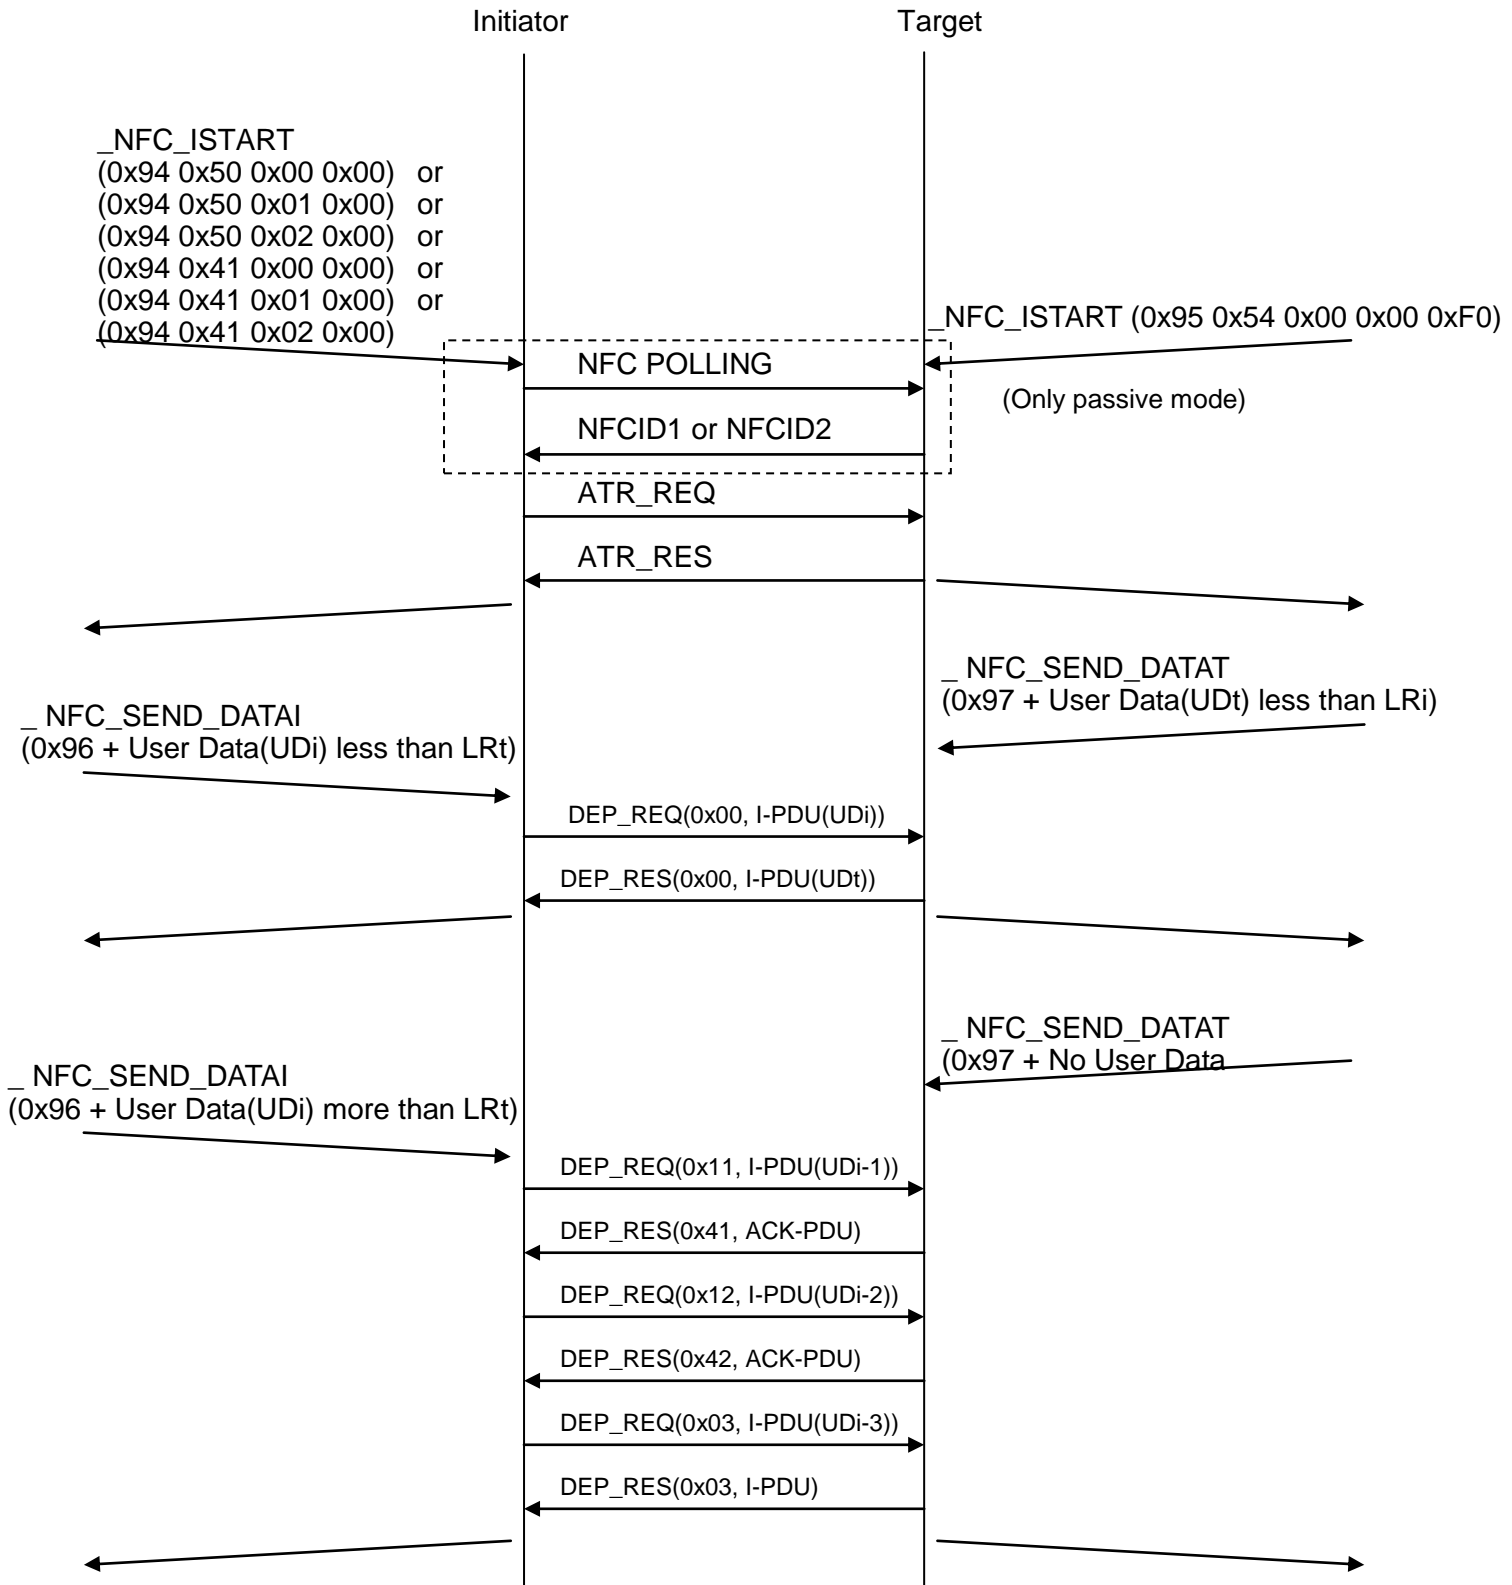 Initiator
Target
_NFC_ISTART
(0x94 0x50 0x00 0x00) or
(0x94 0x50 0x01 0x00) or
(0x94 0x50 0x02 0x00) or
(0x94 0x41 0x00 0x00) or
(0x94 0x41 0x01 0x00) or
(0x94 0x41 0x02 0x00)
_NFC_ISTART (0x95 0x54 0x00 0x00 0xF0)
NFC POLLING
(Only passive mode)
NFCID1 or NFCID2
ATR_REQ
ATR_RES
_ NFC_SEND_DATAT
(0x97 + User Data(UDt) less than LRi)
_ NFC_SEND_DATAI
(0x96 + User Data(UDi) less than LRt)
DEP_REQ(0x00, I-PDU(UDi))
DEP_RES(0x00, I-PDU(UDt))
_ NFC_SEND_DATAT
(0x97 + No User Data
_ NFC_SEND_DATAI
(0x96 + User Data(UDi) more than LRt)
DEP_REQ(0x11, I-PDU(UDi-1))
DEP_RES(0x41, ACK-PDU)
DEP_REQ(0x12, I-PDU(UDi-2))
DEP_RES(0x42, ACK-PDU)
DEP_REQ(0x03, I-PDU(UDi-3))
DEP_RES(0x03, I-PDU)